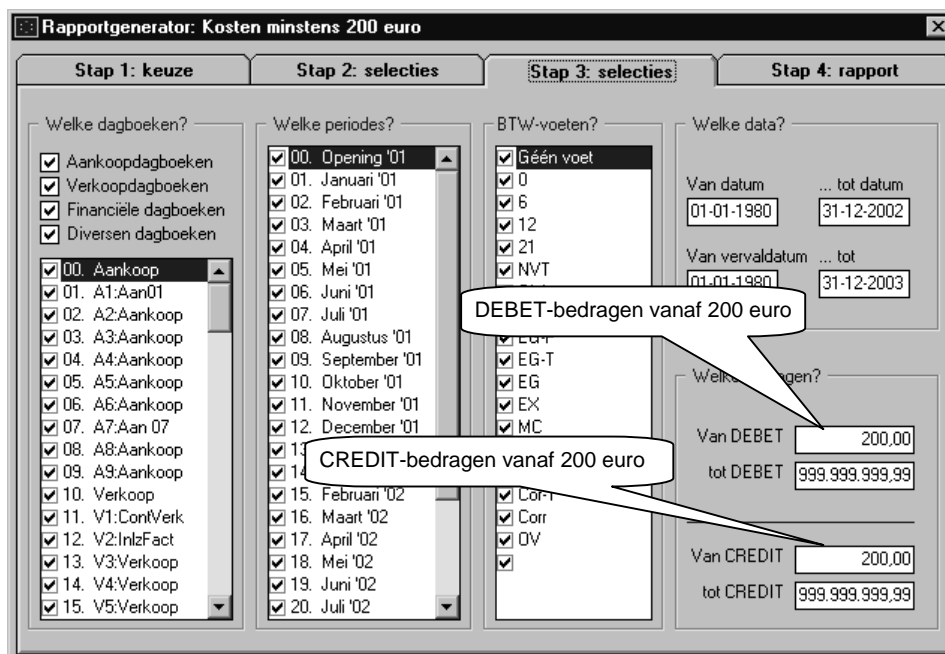 Rapportgenerator: Kosten minstens 200 euro
Stap 1: keuze
Stap 2: selecties
Stap 3: selecties
Stap 4: rapport
Welke dagboeken?
Aankoopdagboeken
Verkoopdagboeken
Financiële dagboeken
Diversen dagboeken
00. Aankoop
01. A1:Aan01
02. A2:Aankoop
03. A3:Aankoop
04. A4:Aankoop
05. A5:Aankoop
06. A6:Aankoop
07. A7:Aan 07
08. A8:Aankoop
09. A9:Aankoop
10. Verkoop
11. V1:ContVerk
12. V2:InlzFact
13. V3:Verkoop
14. V4:Verkoop
15. V5:Verkoop
Welke periodes?
00. Opening '01
01. Januari '01
02. Februari '01
03. Maart '01
04. April '01
05. Mei '01
06. Juni '01
07. Juli '01
08. Augustus '01
09. September '01
10. Oktober '01
11. November '01
12. December '01
15. Februari '02
16. Maart '02
17. April '02
18. Mei '02
19. Juni '02
20. Juli '02
BTW-voeten?
Géén voet
0
6
12
21
NVT
EG-T
EG
EX
MC
Cor-T
Corr
OV
Welke data?
Van datum
... tot datum
01-01-1980
31-12-2002
Van vervaldatum
... tot
01-01-1980
31-12-2003
DEBET-bedragen vanaf 200 euro
Van DEBET
200,00
tot DEBET
999.999.999,99
CREDIT-bedragen vanaf 200 euro
Van CREDIT
200,00
tot CREDIT
999.999.999,99